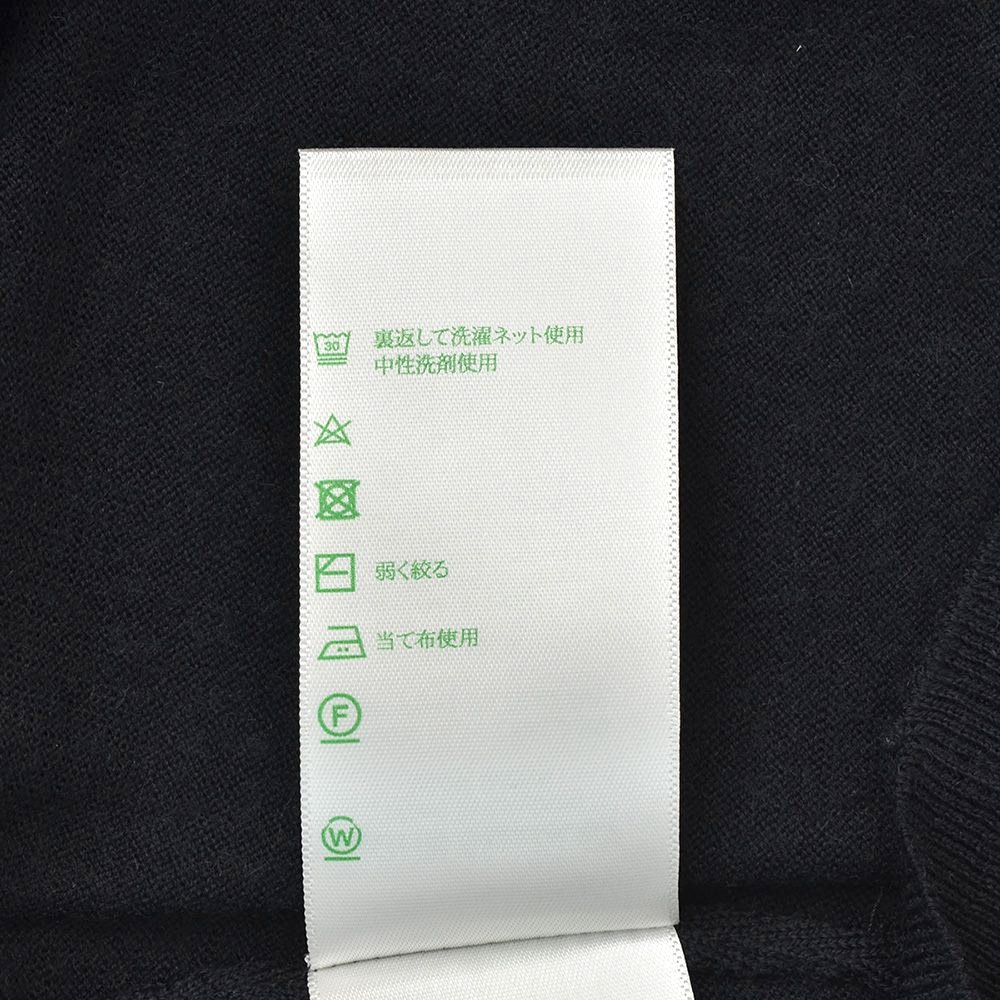 30
裏返して洗濯ネット使用
中性洗剤使用
弱く絞る
当て布使用
F
W